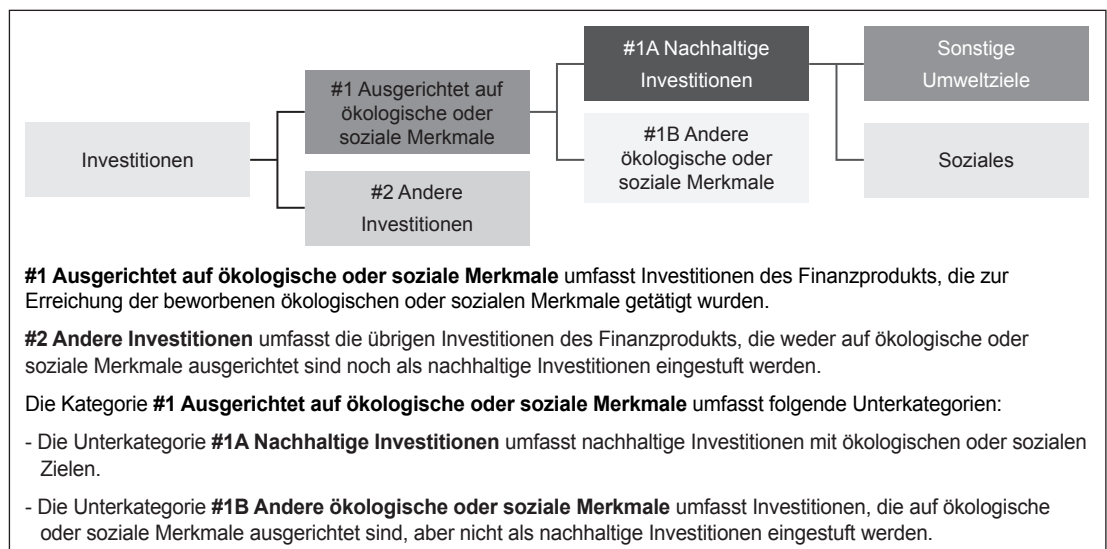 Investitionen
#1 Ausgerichtet auf
ökologische oder
soziale Merkmale
#2 Andere
Investitionen
#1A Nachhaltige
Investitionen
#1B Andere
ökologische oder
soziale Merkmale
Sonstige
Umweltziele
Soziales
#1 Ausgerichtet auf ökologische oder soziale Merkmale umfasst Investitionen des Finanzprodukts, die zur
Erreichung der beworbenen ökologischen oder sozialen Merkmale getätigt wurden.
#2 Andere Investitionen umfasst die übrigen Investitionen des Finanzprodukts, die weder auf ökologische oder
soziale Merkmale ausgerichtet sind noch als nachhaltige Investitionen eingestuft werden.
Die Kategorie #1 Ausgerichtet auf ökologische oder soziale Merkmale umfasst folgende Unterkategorien:
- Die Unterkategorie #1A Nachhaltige Investitionen umfasst nachhaltige Investitionen mit ökologischen oder sozialen
Zielen.
- Die Unterkategorie #1B Andere ökologische oder soziale Merkmale umfasst Investitionen, die auf ökologische
oder soziale Merkmale ausgerichtet sind, aber nicht als nachhaltige Investitionen eingestuft werden.